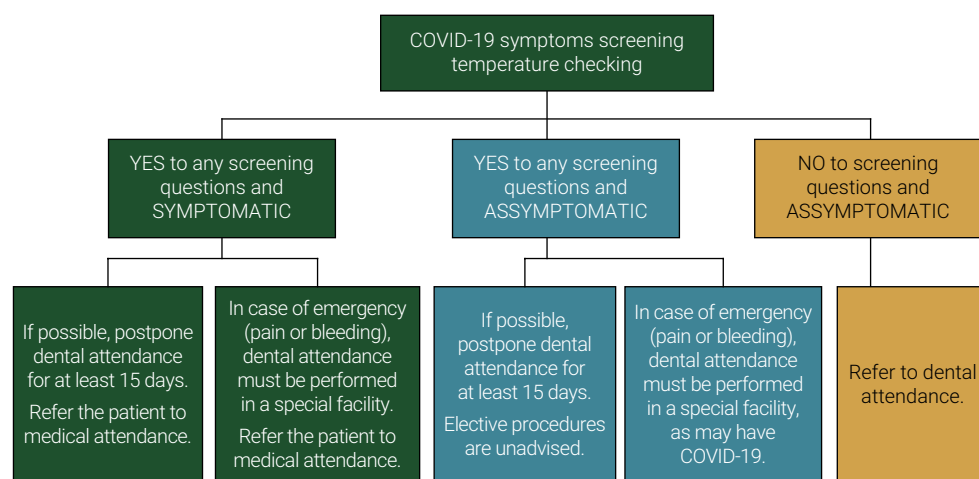 COVID-19 symptoms screening
temperature checking
YES to any screening
questions and
SYMPTOMATIC
YES to any screening
questions and
ASSYMPTOMATIC
NO to screening
questions and
ASSYMPTOMATIC
If possible, postpone
dental attendance
for at least 15 days.
Refer the patient to
medical attendance.
In case of emergency
(pain or bleeding),
dental attendance
must be performed
in a special facility.
Refer the patient to
medical attendance.
If possible,
postpone dental
attendance for
at least 15 days.
Elective procedures
are unadvised.
In case of emergency
(pain or bleeding),
dental attendance
must be performed
in a special facility,
as may have
COVID-19.
Refer to dental
attendance.